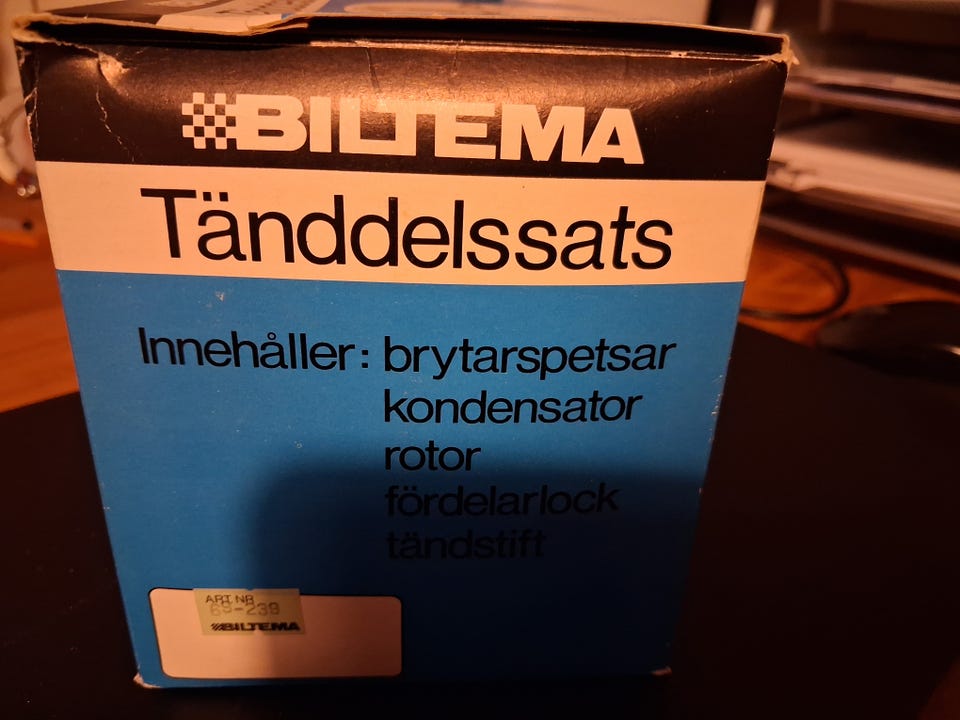 BILTEMA
Tänddelssats
Innehåller: brytarspetsar
kondensator
rotor
fördelarlock
tändstift
ART.NR
69-239
BILTEMA